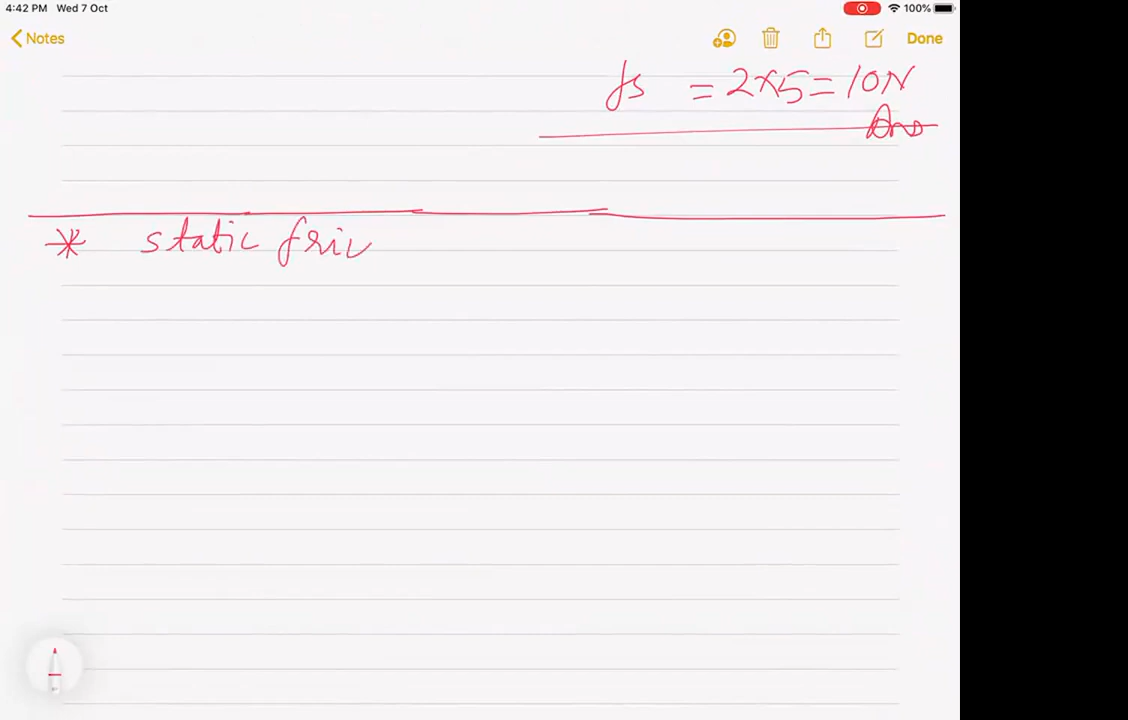 4:42 PM Wed 7 Oct 100%
Notes Done
fs = 2×5 = 10N
Ans
* static fric